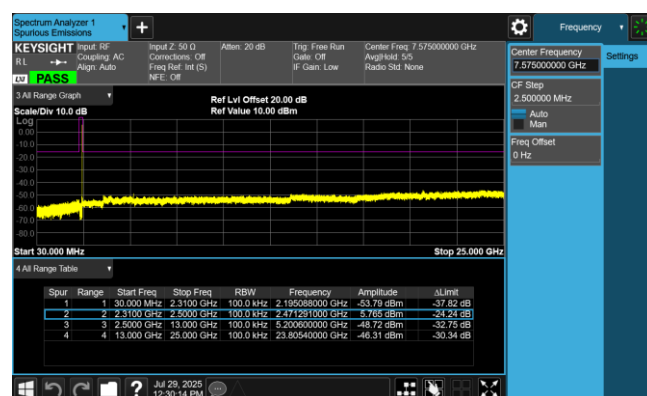 Spectrum Analyzer 1
Spurious Emissions
Frequency
KEYSIGHT Input: RF Input Z: 50 Ω Atten: 20 dB Trig: Free Run Center Freq: 7.575000000 GHz
RL Coupling: AC Corrections: Off Gate: Off Avg|Hold: 5/5
Align: Auto Freq Ref: Int (S) IF Gain: Low Radio Std: None
NFE: Off
LXI PASS
3 All Range Graph
Scale/Div 10.0 dB
Ref Lvl Offset 20.00 dB
Ref Value 10.00 dBm
Log
0.00
-10.0
-20.0
-30.0
-40.0
-50.0
-60.0
-70.0
-80.0
Start 30.000 MHz Stop 25.000 GHz
4 All Range Table
Spur Range Start Freq Stop Freq RBW Frequency Amplitude ΔLimit
1 1 30.000 MHz 2.3100 GHz 100.0 kHz 2.195088000 GHz -53.79 dBm -37.82 dB
2 2 2.3100 GHz 2.5000 GHz 100.0 kHz 2.471291000 GHz 5.765 dBm -24.24 dB
3 3 2.5000 GHz 13.000 GHz 100.0 kHz 5.200600000 GHz -48.72 dBm -32.75 dB
4 4 13.000 GHz 25.000 GHz 100.0 kHz 23.80540000 GHz -46.31 dBm -30.34 dB
Jul 29, 2025
12:30:14 PM
Center Frequency
7.575000000 GHz
Settings
CF Step
2.500000 MHz
Auto
Man
Freq Offset
0 Hz